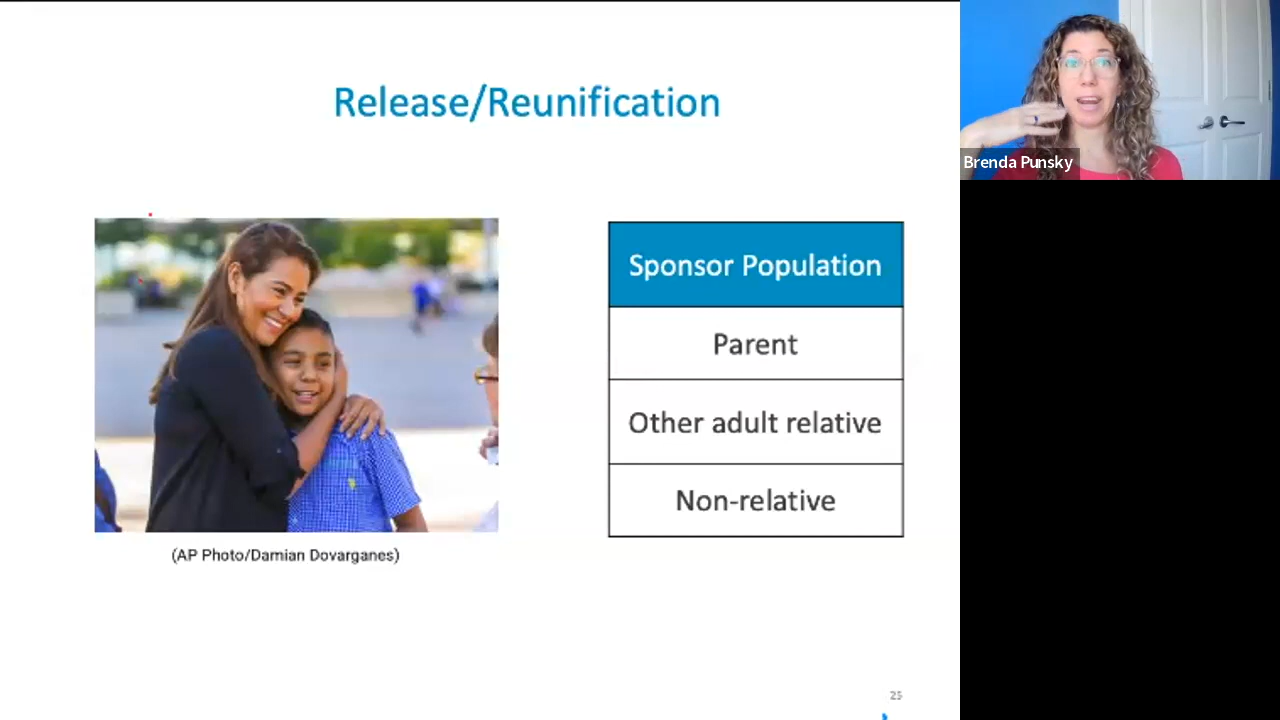 Release/Reunification
Brenda Punsky
Sponsor Population
Parent
Other adult relative
Non-relative
(AP Photo/Damian Dovarganes)
25